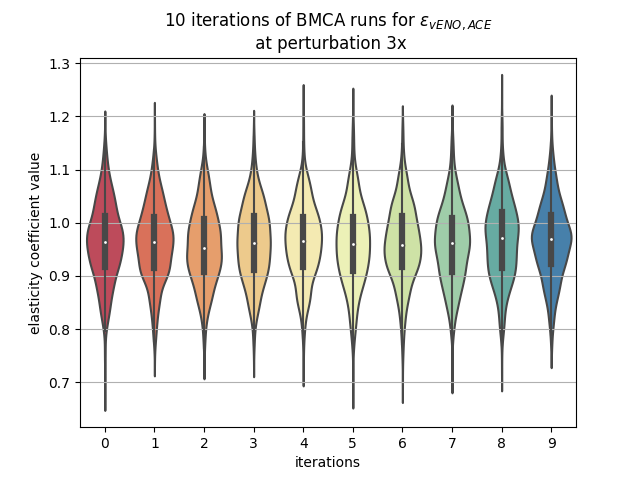 10 iterations of BMCA runs for ε_{vENO, ACE}
at perturbation 3x
elasticity coefficient value
1.3
1.2
1.1
1.0
0.9
0.8
0.7
0 1 2 3 4 5 6 7 8 9
iterations